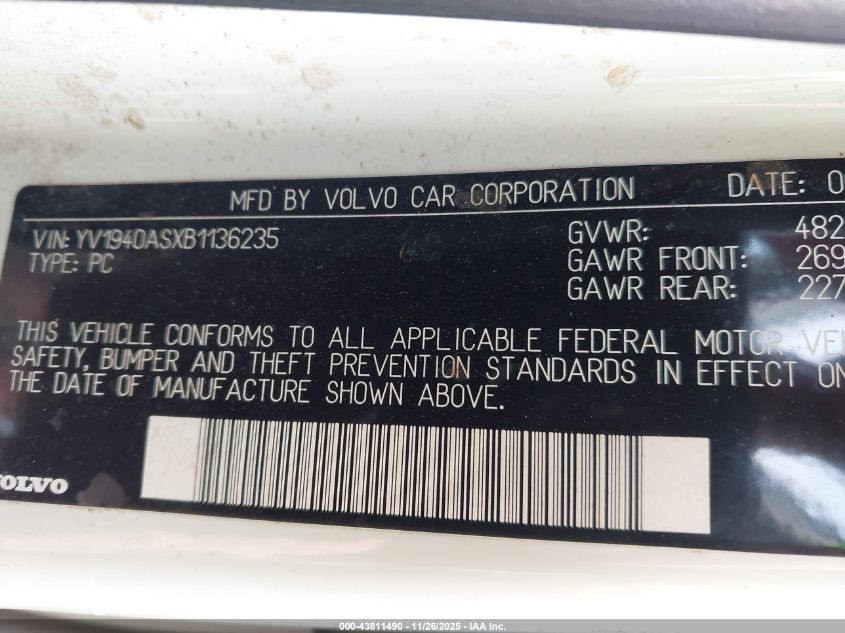 MFD BY VOLVO CAR CORPORATION DATE: 0
VIN: YV1940ASXB1136235 GVWR: 482
TYPE: PC GAWR FRONT: 269
GAWR REAR: 227
THIS VEHICLE CONFORMS TO ALL APPLICABLE FEDERAL MOTOR VE
SAFETY, BUMPER AND THEFT PREVENTION STANDARDS IN EFFECT ON
THE DATE OF MANUFACTURE SHOWN ABOVE.
VOLVO
000-43811490 - 11/26/2025 - IAA Inc.